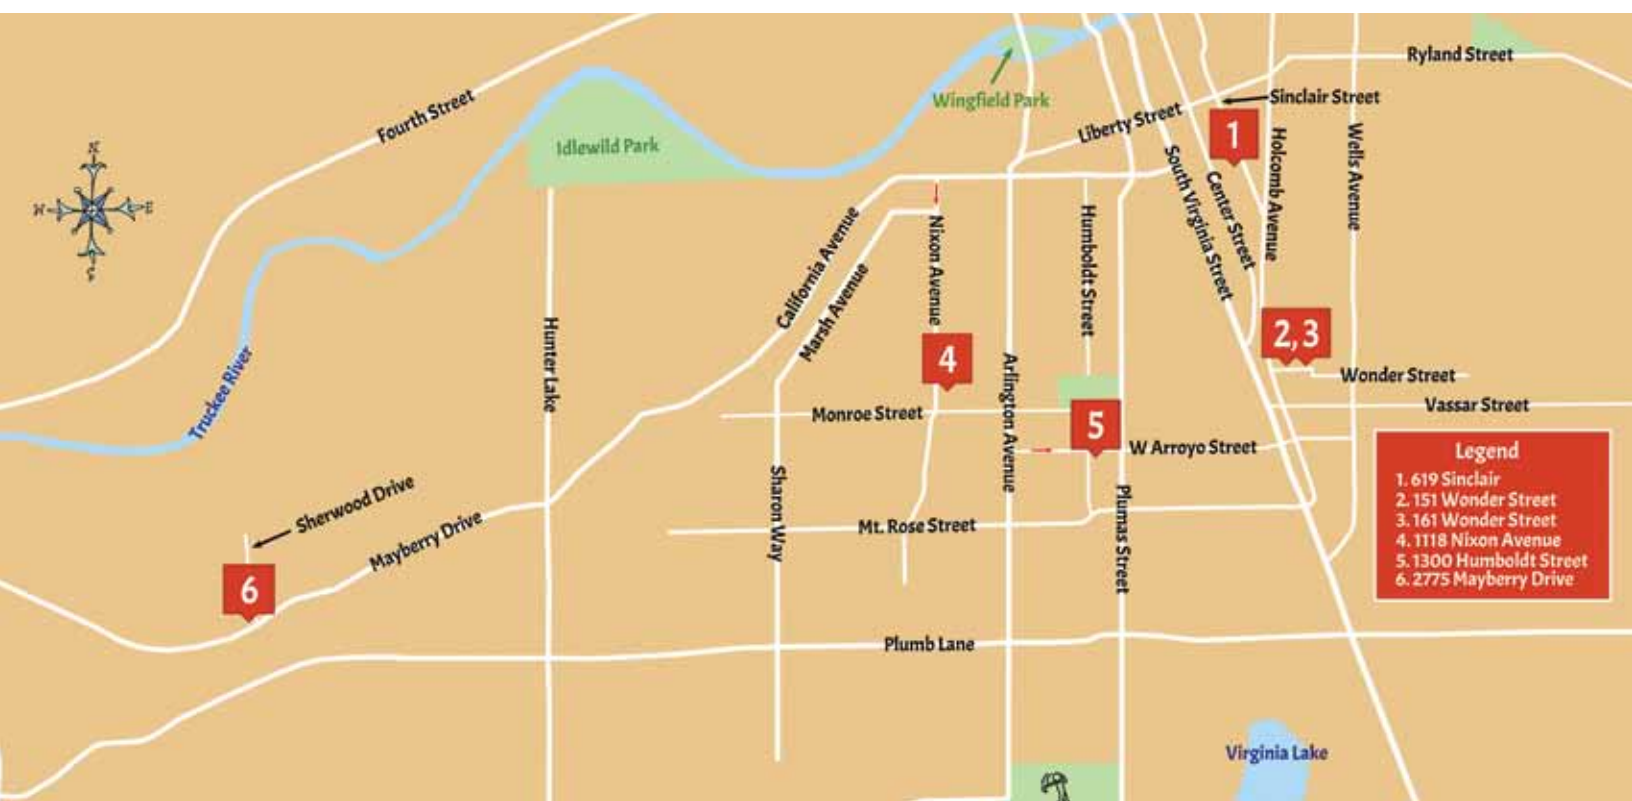 Ryland Street
Fourth Street
Wingfield Park
Sinclair Street
Liberty Street
1
Idlewild Park
Holcomb Avenue
Wells Avenue
N
W
E
S
South Virginia Street
Center Street
California Avenue
Marsh Avenue
Nixon Avenue
Humboldt Street
Hunter Lake
2, 3
4
Truckee River
Arlington Avenue
Wonder Street
Monroe Street
Vassar Street
5
W Arroyo Street
Legend
1. 619 Sinclair
2. 151 Wonder Street
3. 161 Wonder Street
4. 1118 Nixon Avenue
5. 1300 Humboldt Street
6. 2775 Mayberry Drive
Sherwood Drive
Mayberry Drive
Sharon Way
Mt. Rose Street
Plumas Street
6
Plumb Lane
Virginia Lake